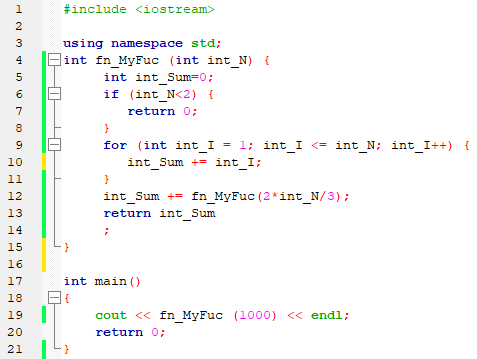 1 #include <iostream>
2
3 using namespace std;
4 int fn_MyFuc (int int_N) {
5 int int_Sum=0;
6 if (int_N<2) {
7 return 0;
8 }
9 for (int int_I = 1; int_I <= int_N; int_I++) {
10 int_Sum += int_I;
11 }
12 int_Sum += fn_MyFuc(2*int_N/3);
13 return int_Sum
14 ;
15 }
16
17 int main()
18 {
19 cout << fn_MyFuc (1000) << endl;
20 return 0;
21 }